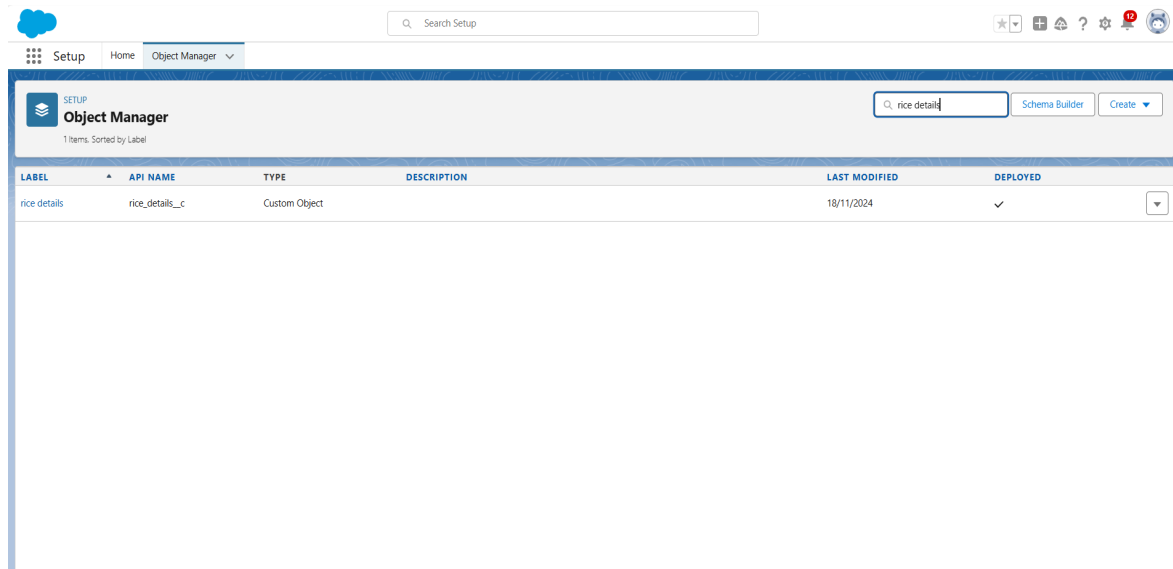 Search Setup
12
Setup Home Object Manager
SETUP
Object Manager
1 Items. Sorted by Label
rice details
Schema Builder
Create
LABEL API NAME TYPE DESCRIPTION LAST MODIFIED DEPLOYED
rice details rice_details__c Custom Object 18/11/2024